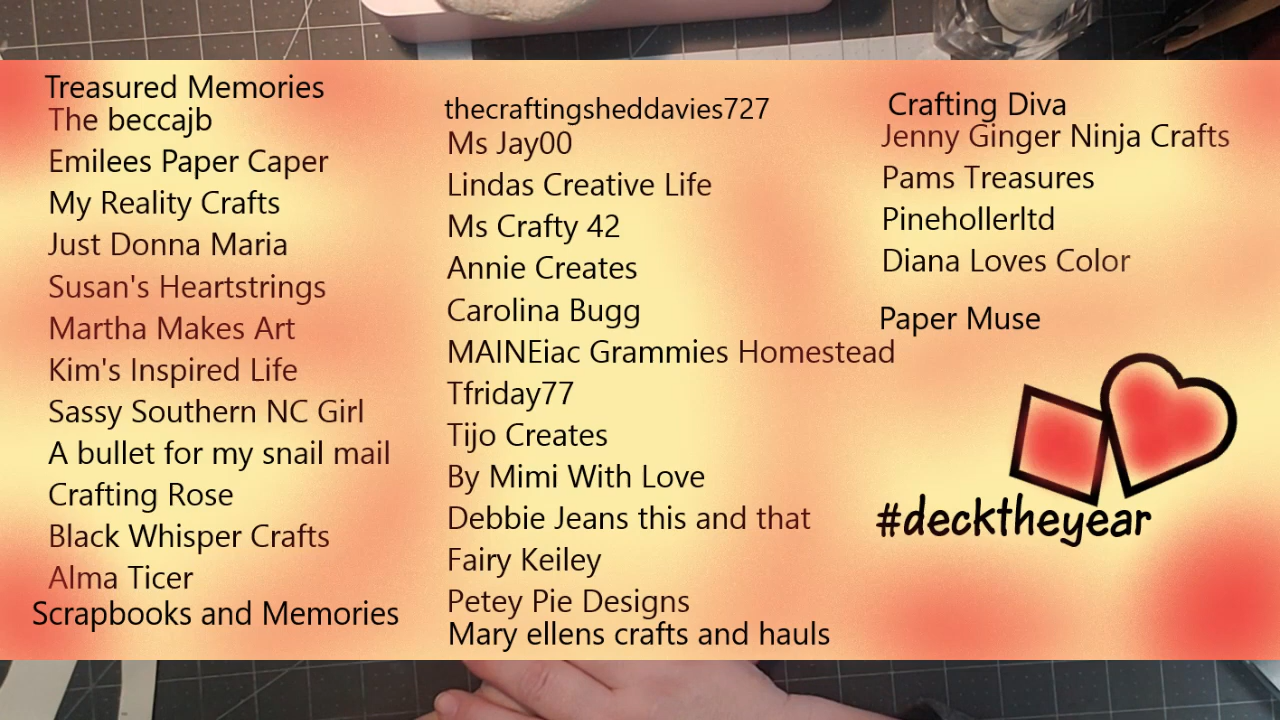 Treasured Memories
The beccajb
Emilees Paper Caper
My Reality Crafts
Just Donna Maria
Susan's Heartstrings
Martha Makes Art
Kim's Inspired Life
Sassy Southern NC Girl
A bullet for my snail mail
Crafting Rose
Black Whisper Crafts
Alma Ticer
Scrapbooks and Memories
thecraftingsheddavies727
Ms Jay00
Lindas Creative Life
Ms Crafty 42
Annie Creates
Carolina Bugg
MAINEiac Grammies Homestead
Tfriday77
Tijo Creates
By Mimi With Love
Debbie Jeans this and that
Fairy Keiley
Petey Pie Designs
Mary ellens crafts and hauls
Crafting Diva
Jenny Ginger Ninja Crafts
Pams Treasures
Pinehollerltd
Diana Loves Color
Paper Muse
#decktheyear